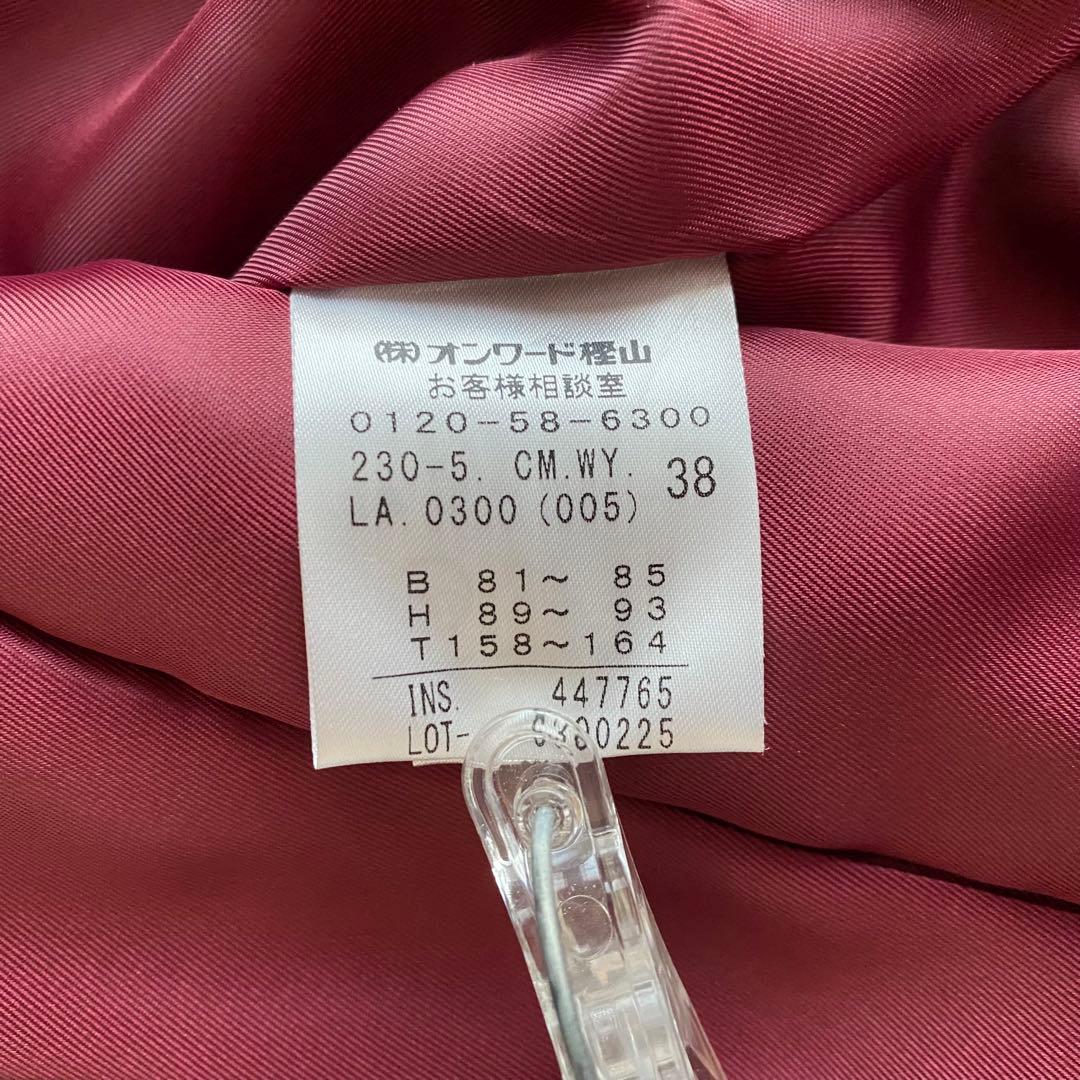 (株)オンワード樫山
お客様相談室
0120-58-6300
230-5. CM.WY. 38
LA.0300(005)
B 81~ 85
H 89~ 93
T158~164
INS. 447765
LOT-